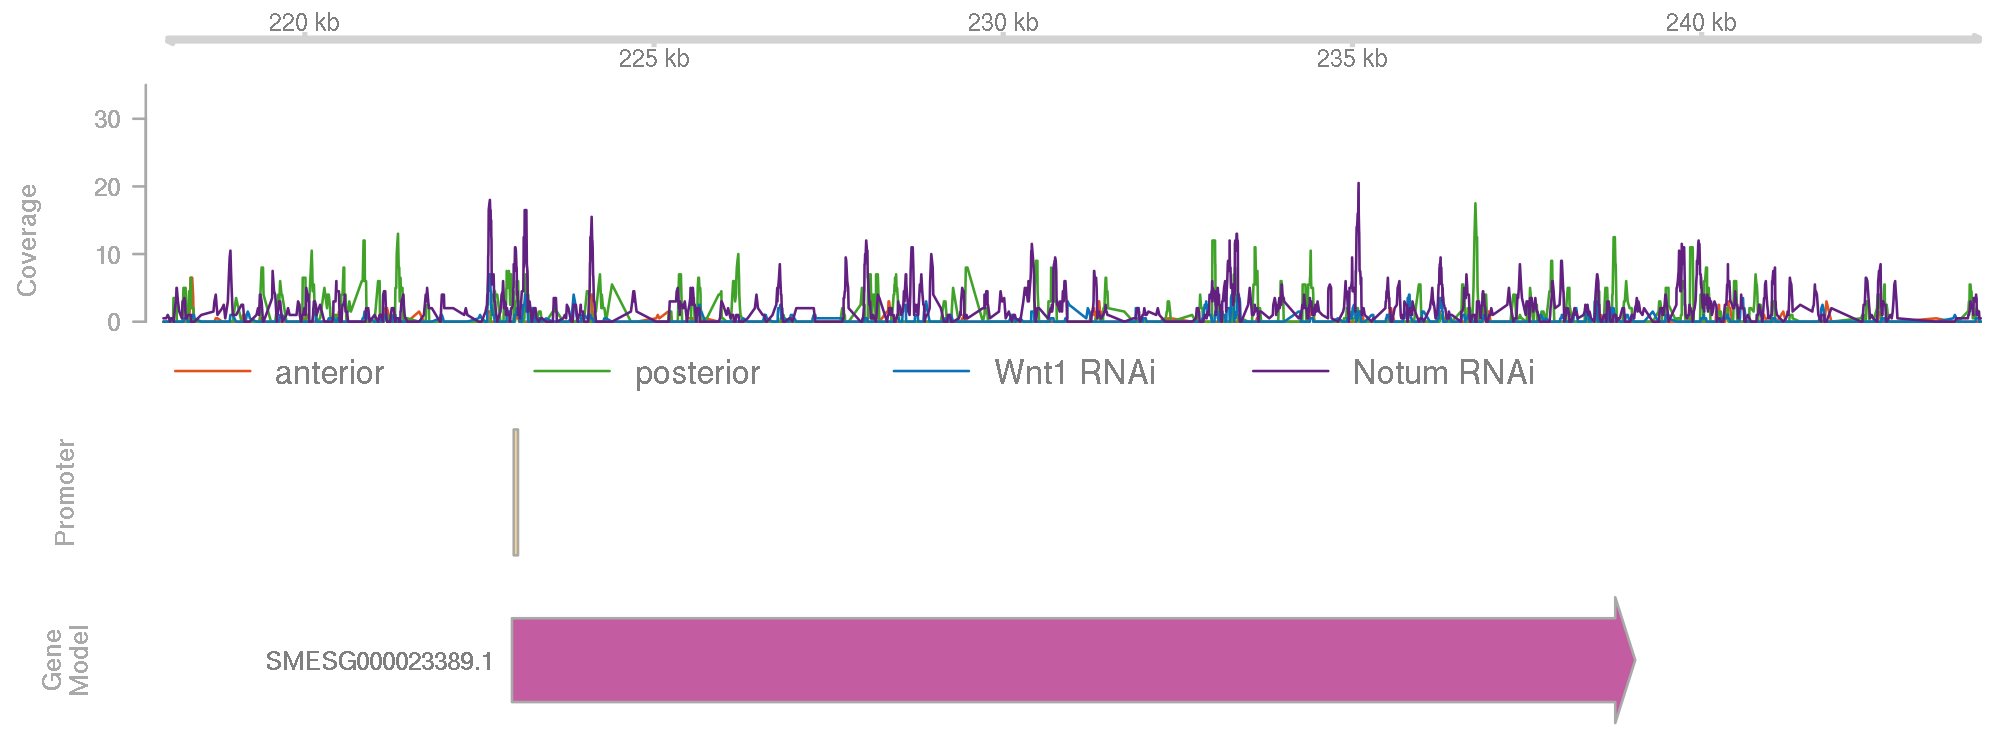 220 kb 230 kb 240 kb
225 kb 235 kb
Coverage
30
20
10
0
anterior posterior Wnt1 RNAi Notum RNAi
Promoter
Gene
Model
SMESG000023389.1